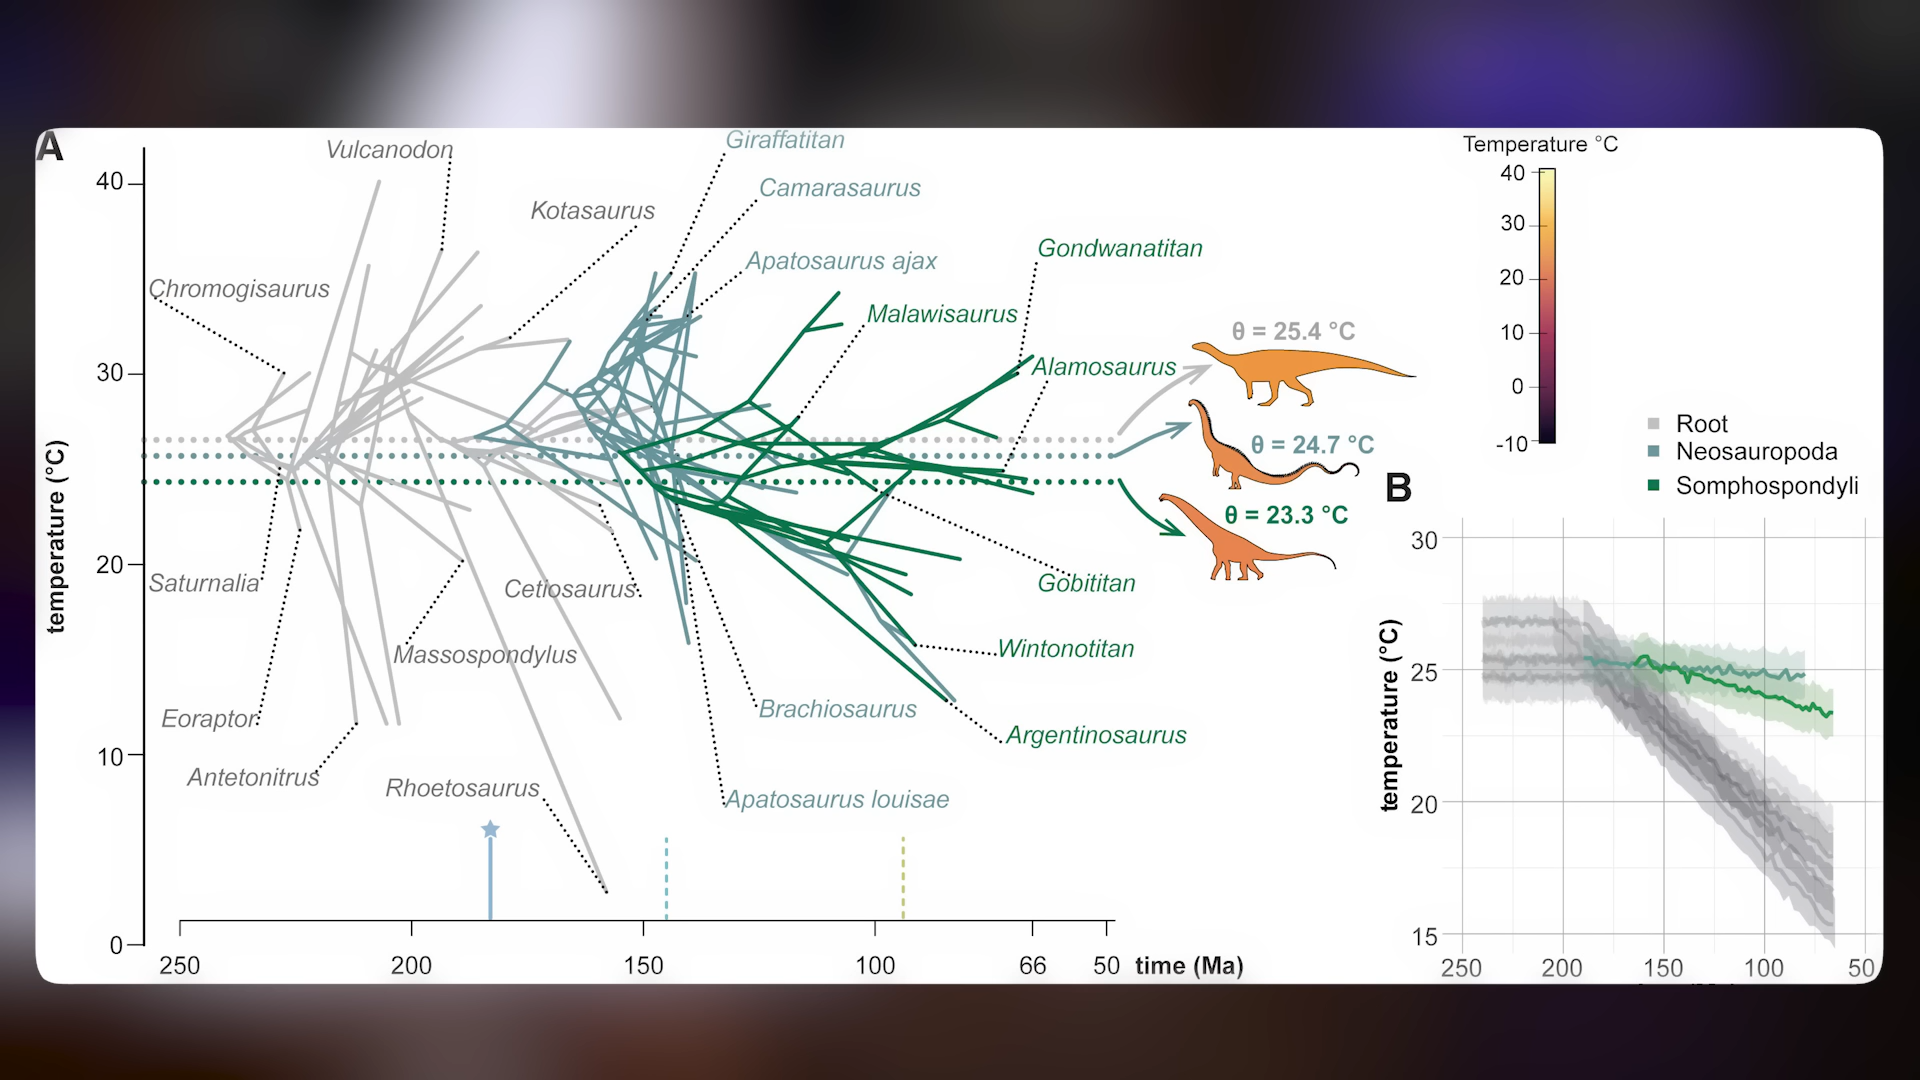 A
Vulcanodon
Giraffatitan
Camarasaurus
Kotasaurus
Apatosaurus ajax
Gondwanatitan
Chromogisaurus
Malawisaurus
Alamosaurus
Saturnalia
Cetiosaurus
Gobititan
Massospondylus
Wintonotitan
Eoraptor
Brachiosaurus
Argentinosaurus
Antetonitrus
Rhoetosaurus
Apatosaurus louisae
temperature (°C)
40
30
20
10
0
250 200 150 100 66 50 time (Ma)
θ = 25.4 °C
θ = 24.7 °C
θ = 23.3 °C
Temperature °C
40
30
20
10
0
-10
Root
Neosauropoda
Somphospondyli
B
temperature (°C)
30
25
20
15
250 200 150 100 50